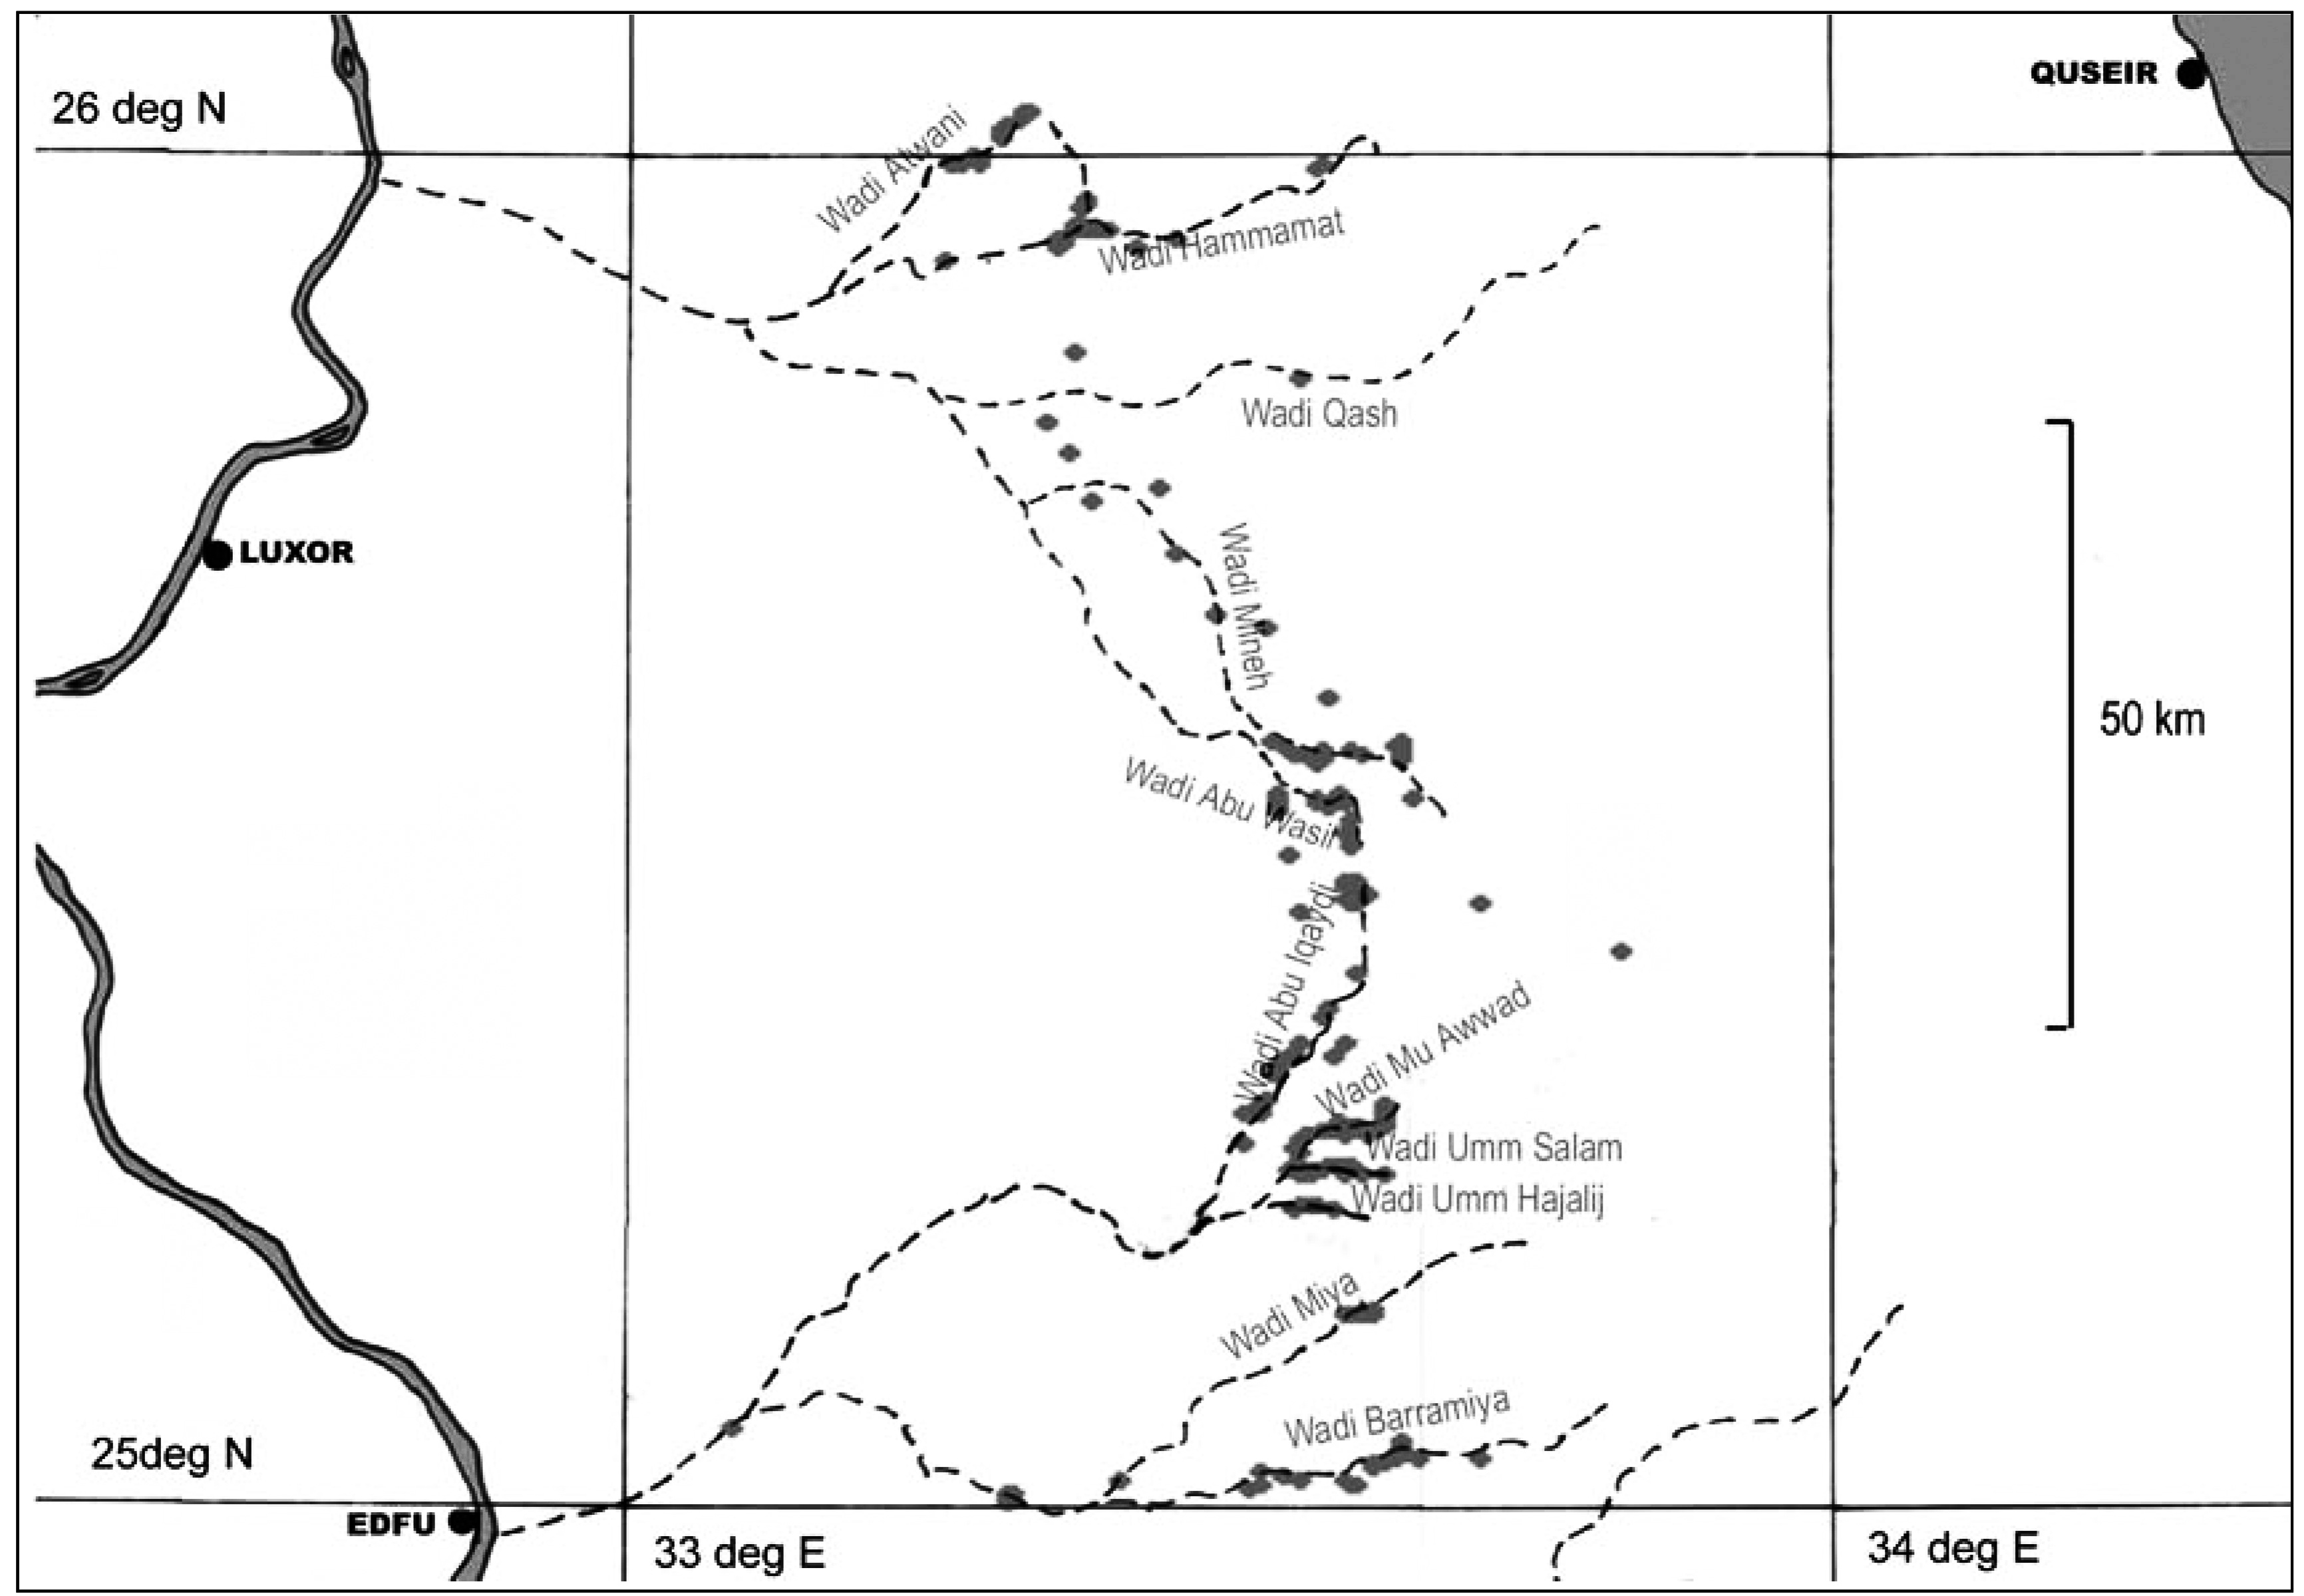 QUSEIR
26 deg N
Wadi Alwani
Wadi Hammamat
Wadi Qash
LUXOR
Wadi Mineh
50 km
Wadi Abu Wasil
Wadi Abu Iqaydi
Wadi Mu Awwad
Wadi Umm Salam
Wadi Umm Hajalij
Wadi Miya
Wadi Barramiya
25deg N
EDFU
33 deg E
34 deg E